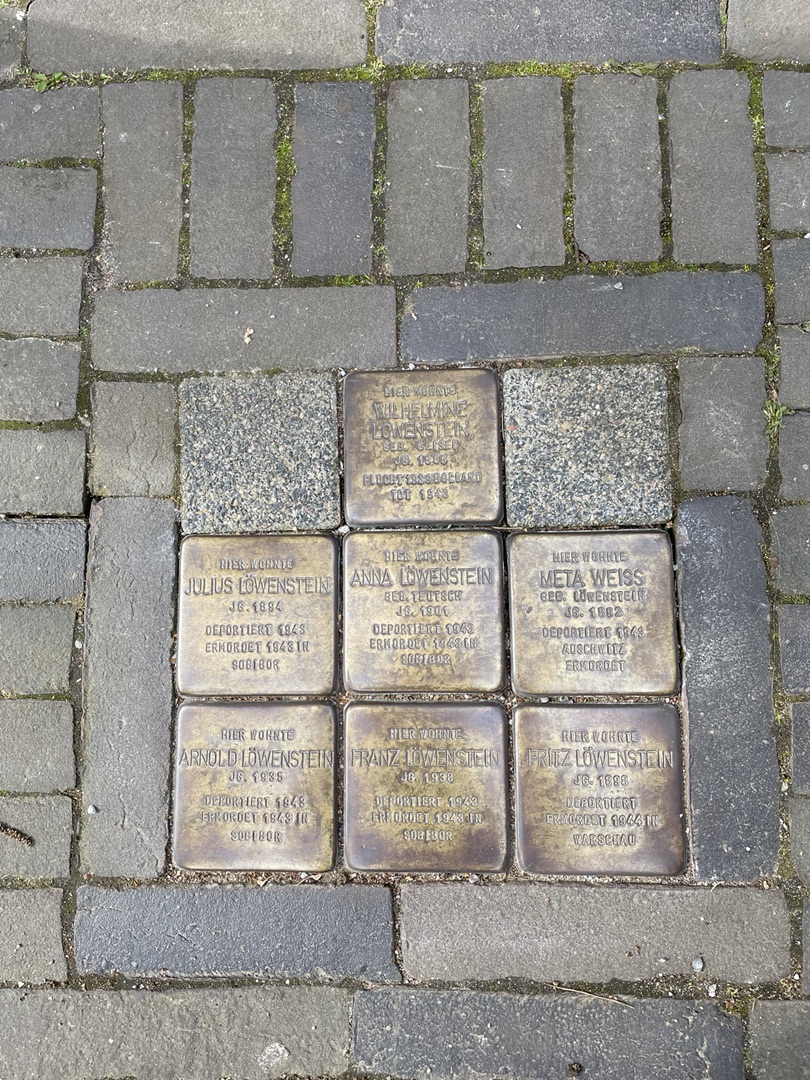 HIER WOHNTE
WILHELMINE
LÖWENSTEIN
GEB.
JG.
FLUCHT HOLLAND
TOT 1943
HIER WOHNTE
JULIUS LÖWENSTEIN
JG. 1894
DEPORTIERT 1943
ERMORDET 1943 IN
SOBIBOR
HIER WOHNTE
ANNA LÖWENSTEIN
GEB. TEUTSCH
JG. 1901
DEPORTIERT 1943
ERMORDET 1943 IN
SOBIBOR
HIER WOHNTE
META WEISS
GEB. LÖWENSTEIN
JG. 1892
DEPORTIERT 1943
AUSCHWITZ
ERMORDET
HIER WOHNTE
ARNOLD LÖWENSTEIN
JG. 1935
DEPORTIERT 1943
ERMORDET 1943 IN
SOBIBOR
HIER WOHNTE
FRANZ LÖWENSTEIN
JG. 1938
DEPORTIERT 1943
ERMORDET 1943 IN
SOBIBOR
HIER WOHNTE
FRITZ LÖWENSTEIN
JG. 1898
DEPORTIERT
ERMORDET 1944 IN
WARSCHAU